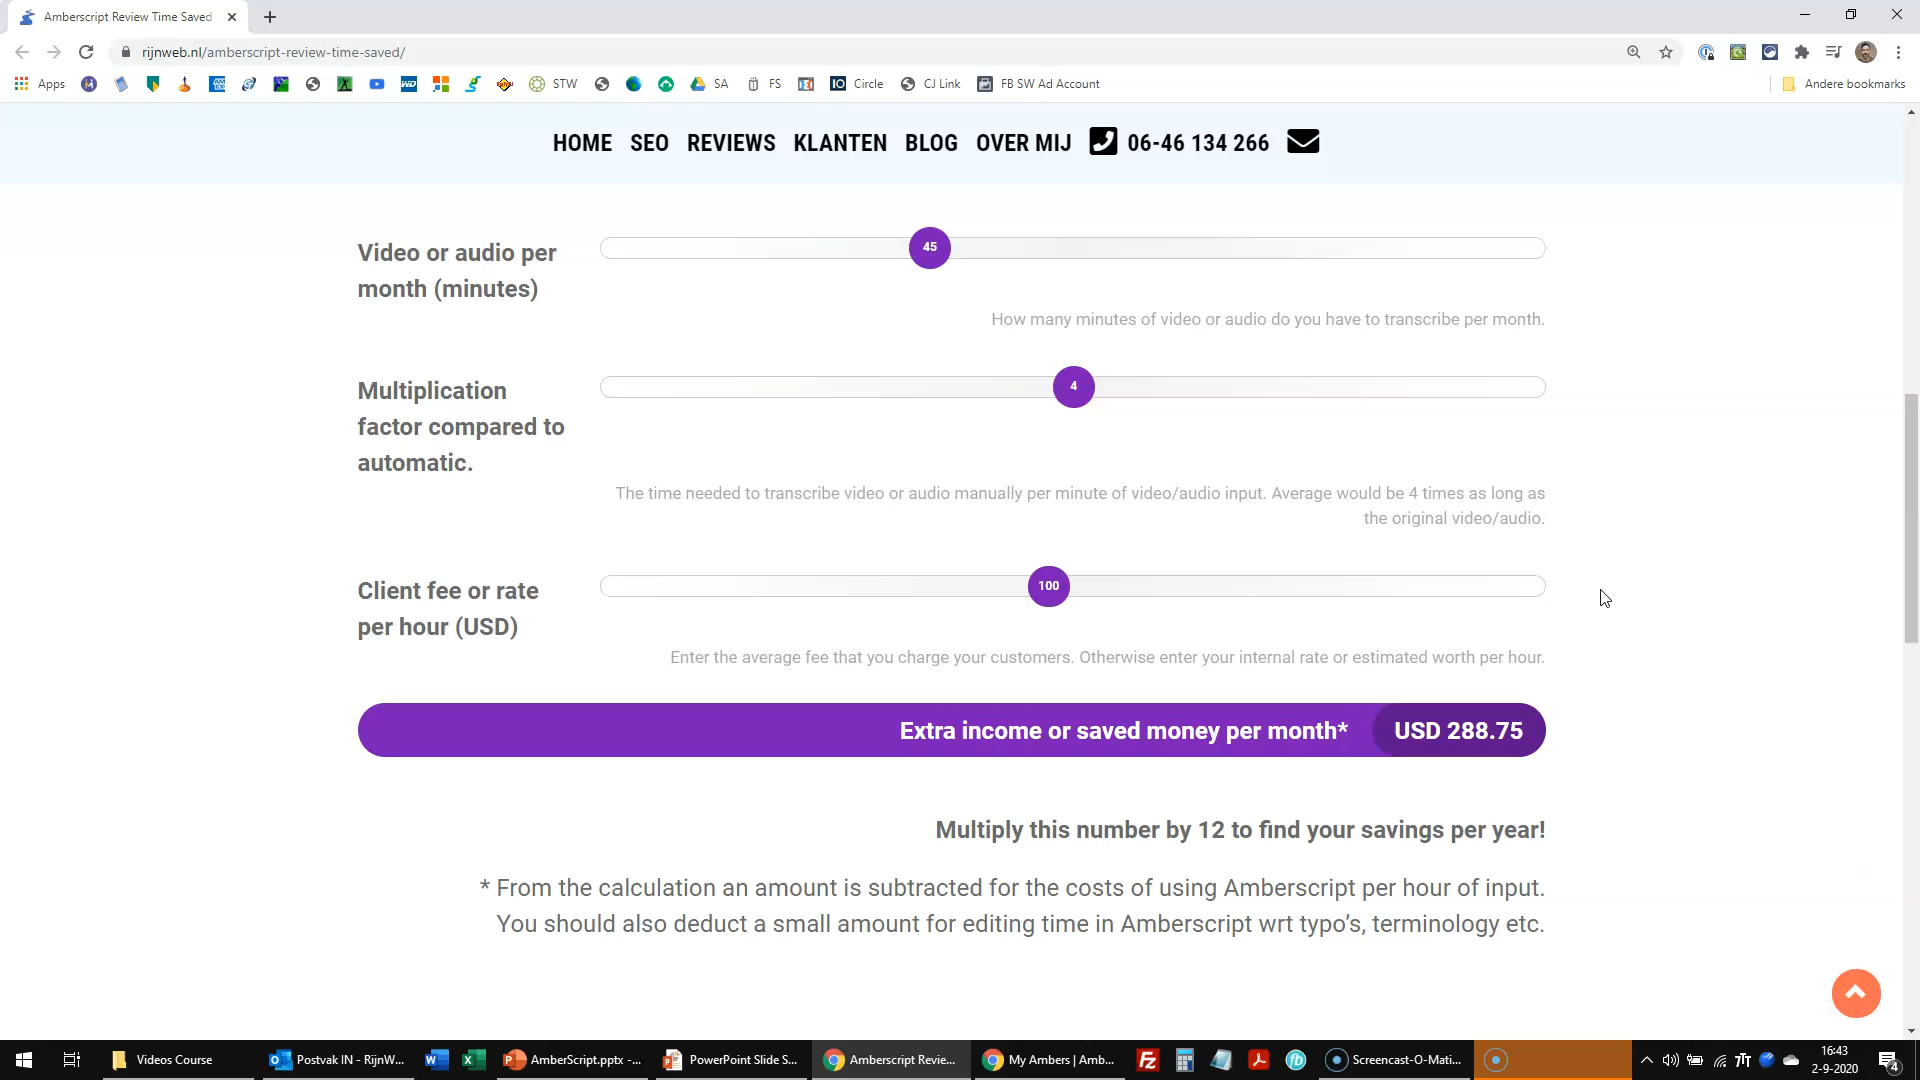 Amberscript Review Time Saved
rijnweb.nl/amberscript-review-time-saved/
Apps
STW
SA
FS
IO Circle
CJ Link
FB SW Ad Account
Andere bookmarks
HOME SEO REVIEWS KLANTEN BLOG OVER MIJ 06-46 134 266
Video or audio per
month (minutes)
45
How many minutes of video or audio do you have to transcribe per month.
Multiplication
factor compared to
automatic.
4
The time needed to transcribe video or audio manually per minute of video/audio input. Average would be 4 times as long as
the original video/audio.
Client fee or rate
per hour (USD)
100
Enter the average fee that you charge your customers. Otherwise enter your internal rate or estimated worth per hour.
Extra income or saved money per month* USD 288.75
Multiply this number by 12 to find your savings per year!
* From the calculation an amount is subtracted for the costs of using Amberscript per hour of input.
You should also deduct a small amount for editing time in Amberscript wrt typo's, terminology etc.
Videos Course
Postvak IN - RijnW...
AmberScript.pptx -...
PowerPoint Slide S...
Amberscript Revie...
My Ambers | Amb...
Screencast-O-Mati...
16:43
2-9-2020
4